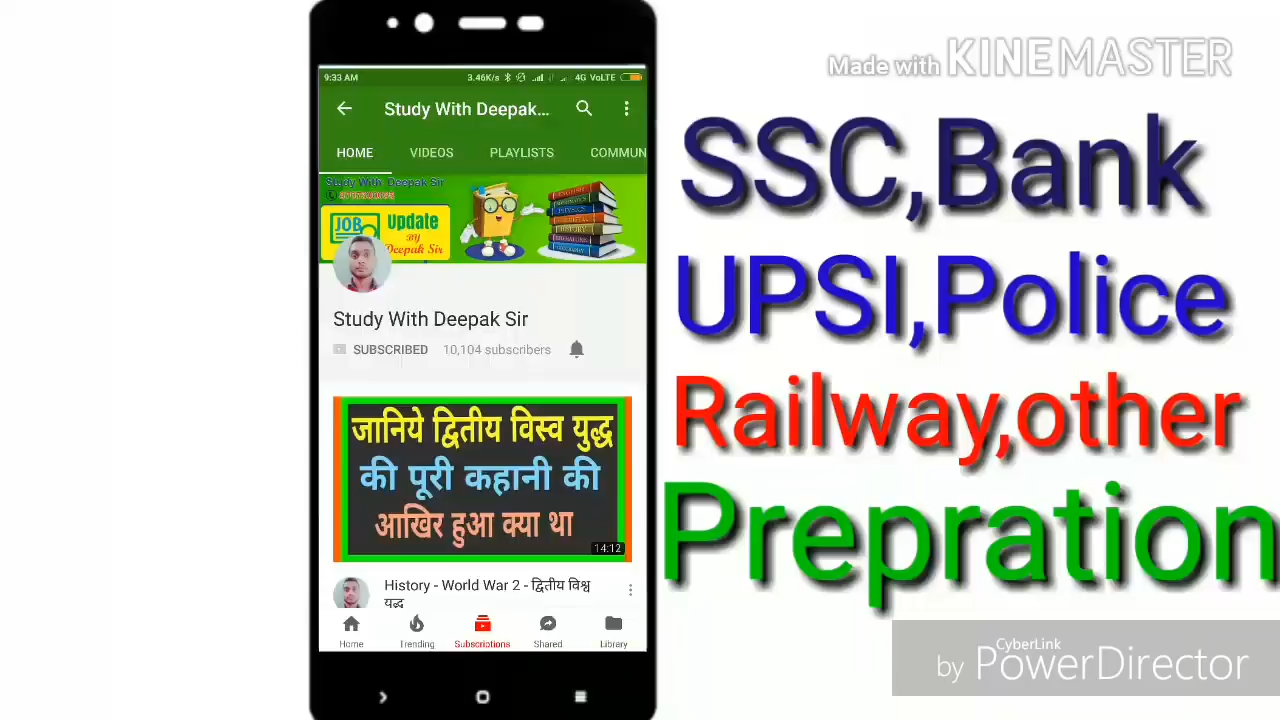 Made with KINEMASTER
9:33 AM
3.46K/s
4G VoLTE
Study With Deepak...
HOME
VIDEOS
PLAYLISTS
COMMUN
Study With Deepak Sir
JOB
Update
BY
Deepak Sir
ENGLISH
PHYSICS
HISTORY
Study With Deepak Sir
SUBSCRIBED
10,104 subscribers
जानिये द्वितीय विस्व युद्ध
की पूरी कहानी की
आखिर हुआ क्या था
14:12
History - World War 2 - द्वितीय विश्व
युद्ध
Home
Trending
Subscriptions
Shared
Library
SSC,Bank
UPSI,Police
Railway,other
Prepration
CyberLink
by PowerDirector